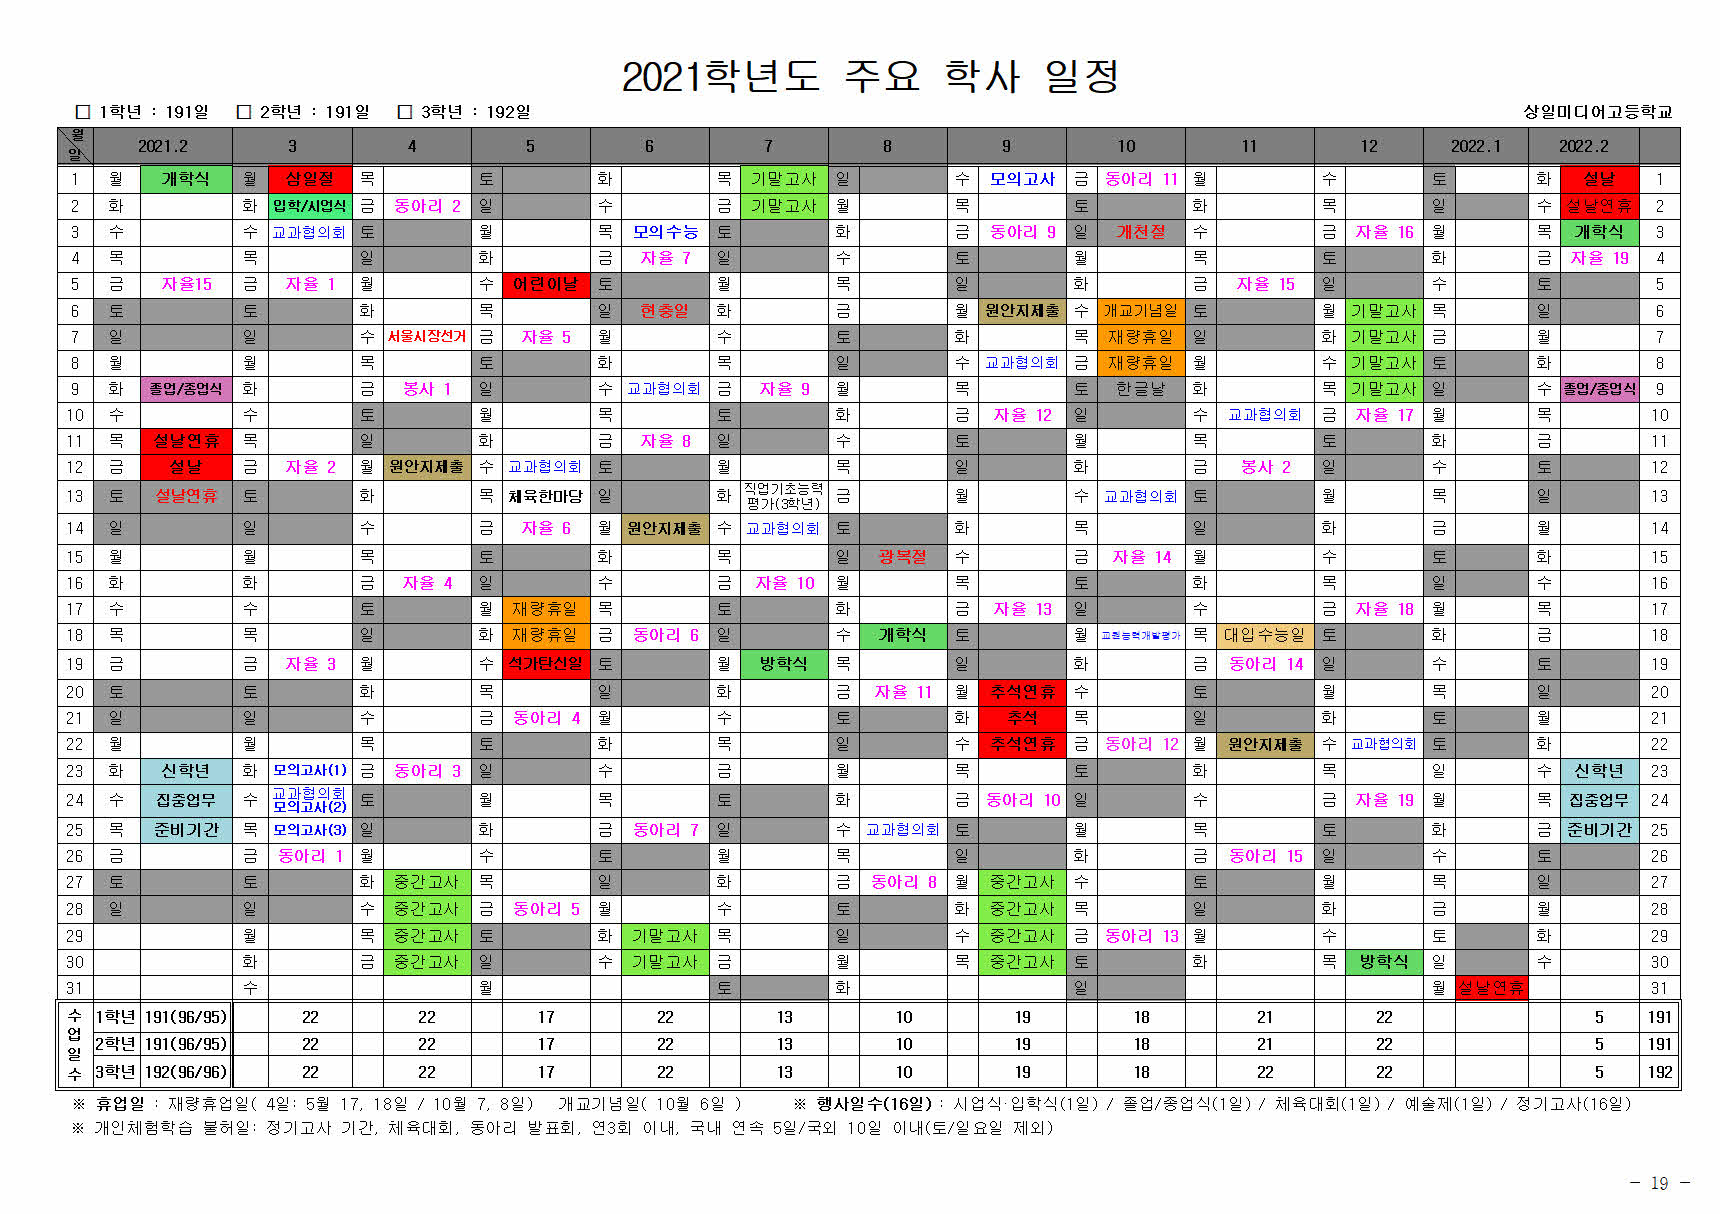 2021학년도 주요 학사 일정
□ 1학년 : 191일 □ 2학년 : 191일 □ 3학년 : 192일 상일미디어고등학교
월 일 2021.2 3 4 5 6 7 8 9 10 11 12 2022.1 2022.2
1 월 개학식 월 삼일절 목 토 화 목 기말고사 일 수 모의고사 금 동아리 11 월 수 토 화 설날 1
2 화 화 입학/시업식 금 동아리 2 일 수 금 기말고사 월 목 토 화 목 일 수 설날연휴 2
3 수 수 교과협의회 토 월 목 모의수능 토 화 금 동아리 9 일 개천절 수 금 자율 16 월 목 개학식 3
4 목 목 일 화 금 자율 7 일 수 토 월 목 토 화 금 자율 19 4
5 금 자율15 금 자율 1 월 수 어린이날 토 월 목 일 화 금 자율 15 일 수 토 5
6 토 토 화 목 일 현충일 화 금 월 원안지제출 수 개교기념일 토 월 기말고사 목 일 6
7 일 일 수 서울시장선거 금 자율 5 월 수 토 화 목 재량휴일 일 화 기말고사 금 월 7
8 월 월 목 토 화 목 일 수 교과협의회 금 재량휴일 월 수 기말고사 토 화 8
9 화 졸업/종업식 화 금 봉사 1 일 수 교과협의회 금 자율 9 월 목 토 한글날 화 목 기말고사 일 수 졸업/종업식 9
10 수 수 토 월 목 토 화 금 자율 12 일 수 교과협의회 금 자율 17 월 목 10
11 목 설날연휴 목 일 화 금 자율 8 일 수 토 월 목 토 화 금 11
12 금 설날 금 자율 2 월 원안지제출 수 교과협의회 토 월 목 일 화 금 봉사 2 일 수 토 12
13 토 설날연휴 토 화 목 체육한마당 일 화 직업기초능력 평가(3학년) 금 월 수 교과협의회 토 월 목 일 13
14 일 일 수 금 자율 6 월 원안지제출 수 교과협의회 토 화 목 일 화 금 월 14
15 월 월 목 토 화 목 일 광복절 수 금 자율 14 월 수 토 화 15
16 화 화 금 자율 4 일 수 금 자율 10 월 목 토 화 목 일 수 16
17 수 수 토 월 재량휴일 목 토 화 금 자율 13 일 수 금 자율 18 월 목 17
18 목 목 일 화 재량휴일 금 동아리 6 일 수 개학식 토 월 교원능력개발평가 목 대입수능일 토 화 금 18
19 금 금 자율 3 월 수 석가탄신일 토 월 방학식 목 일 화 금 동아리 14 일 수 토 19
20 토 토 화 목 일 화 금 자율 11 월 추석연휴 수 토 월 목 일 20
21 일 일 수 금 동아리 4 월 수 토 화 추석 목 일 화 토 월 21
22 월 월 목 토 화 목 일 수 추석연휴 금 동아리 12 월 원안지제출 수 교과협의회 토 화 22
23 화 신학년 화 모의고사(1) 금 동아리 3 일 수 금 월 목 토 화 목 일 수 신학년 23
24 수 집중업무 수 교과협의회 모의고사(2) 토 월 목 토 화 금 동아리 10 일 수 금 자율 19 월 목 집중업무 24
25 목 준비기간 목 모의고사(3) 일 화 금 동아리 7 일 수 교과협의회 토 월 목 토 화 금 준비기간 25
26 금 금 동아리 1 월 수 토 월 목 일 화 금 동아리 15 일 수 토 26
27 토 토 화 중간고사 목 일 화 금 동아리 8 월 중간고사 수 토 월 목 일 27
28 일 일 수 중간고사 금 동아리 5 월 수 토 화 중간고사 목 일 화 금 월 28
29 월 목 중간고사 토 화 기말고사 목 일 수 중간고사 금 동아리 13 월 수 토 화 29
30 화 금 중간고사 일 수 기말고사 금 월 목 중간고사 토 화 목 방학식 일 수 30
31 수 월 토 화 일 월 설날연휴 31
수업일수 1학년 191(96/95) 22 22 17 22 13 10 19 18 21 22 5 191
2학년 191(96/95) 22 22 17 22 13 10 19 18 21 22 5 191
3학년 192(96/96) 22 22 17 22 13 10 19 18 22 22 5 192
※ 휴업일 : 재량휴업일( 4일: 5월 17, 18일 / 10월 7, 8일) 개교기념일( 10월 6일 ) ※ 행사일수(16일) : 시업식·입학식(1일) / 졸업/종업식(1일) / 체육대회(1일) / 예술제(1일) / 정기고사(16일)
※ 개인체험학습 불허일: 정기고사 기간, 체육대회, 동아리 발표회, 연3회 이내, 국내 연속 5일/국외 10일 이내(토/일요일 제외)
- 19 -